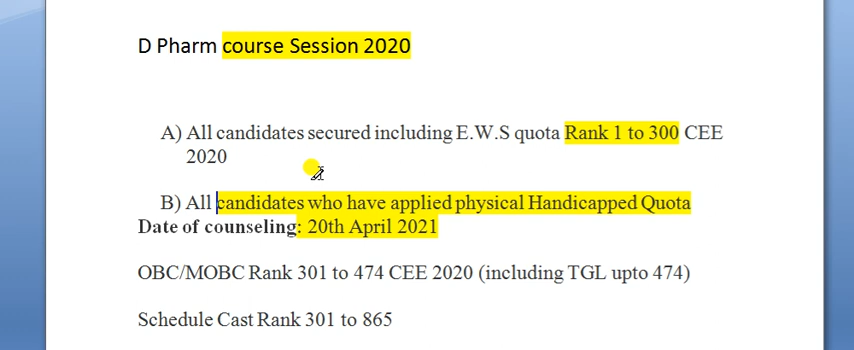 D Pharm course Session 2020
A) All candidates secured including E.W.S quota Rank 1 to 300 CEE
2020
B) All candidates who have applied physical Handicapped Quota
Date of counseling: 20th April 2021
OBC/MOBC Rank 301 to 474 CEE 2020 (including TGL upto 474)
Schedule Cast Rank 301 to 865